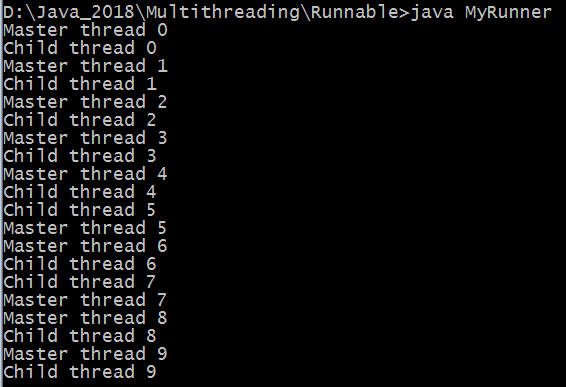 D:\Java_2018\Multithreading\Runnable>java MyRunner
Master thread 0
Child thread 0
Master thread 1
Child thread 1
Master thread 2
Child thread 2
Master thread 3
Child thread 3
Master thread 4
Child thread 4
Child thread 5
Master thread 5
Master thread 6
Child thread 6
Child thread 7
Master thread 7
Master thread 8
Child thread 8
Master thread 9
Child thread 9